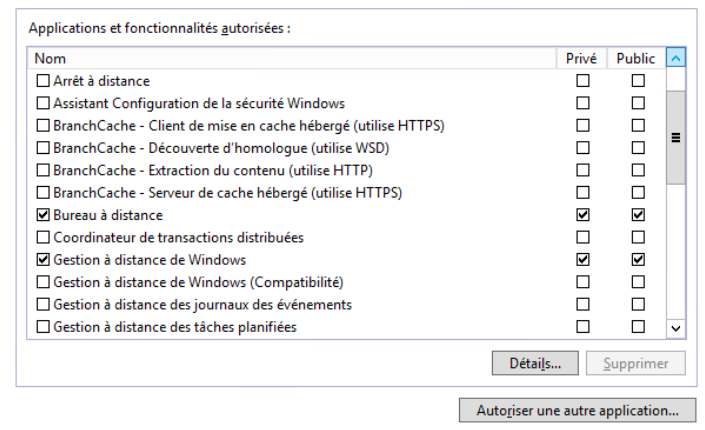 Applications et fonctionnalités autorisées :
Nom Privé Public
Arrêt à distance
Assistant Configuration de la sécurité Windows
BranchCache - Client de mise en cache hébergé (utilise HTTPS)
BranchCache - Découverte d'homologue (utilise WSD)
BranchCache - Extraction du contenu (utilise HTTP)
BranchCache - Serveur de cache hébergé (utilise HTTPS)
Bureau à distance
Coordinateur de transactions distribuées
Gestion à distance de Windows
Gestion à distance de Windows (Compatibilité)
Gestion à distance des journaux des événements
Gestion à distance des tâches planifiées
Détails... Supprimer
Autoriser une autre application...